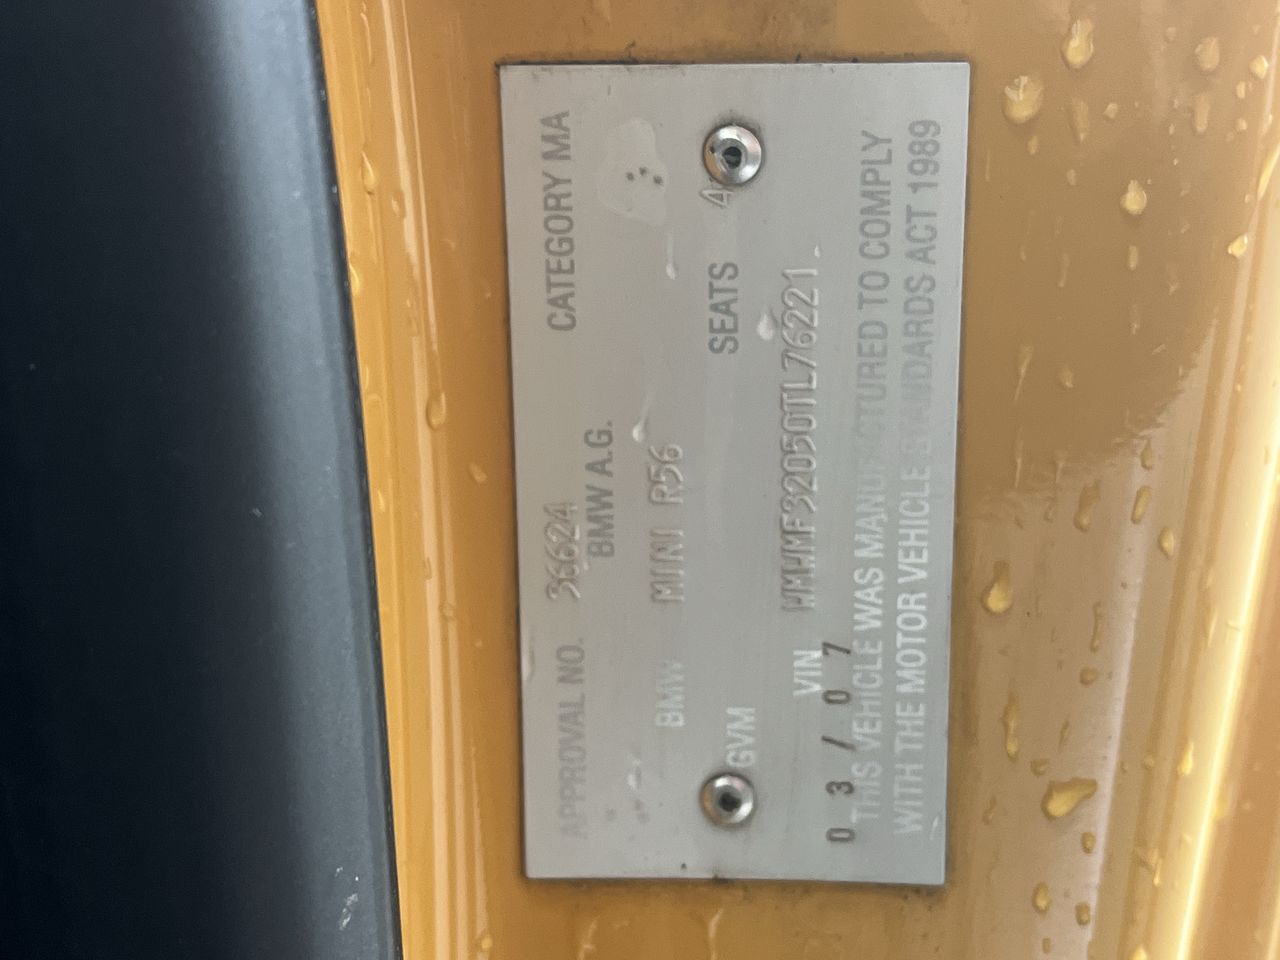 APPROVAL NO. 36624 CATEGORY MA
BMW A.G.
BMW MINI R56
GVM SEATS 4
VIN WMWMF32050TL76221
03/07
THIS VEHICLE WAS MANUFACTURED TO COMPLY
WITH THE MOTOR VEHICLE STANDARDS ACT 1989